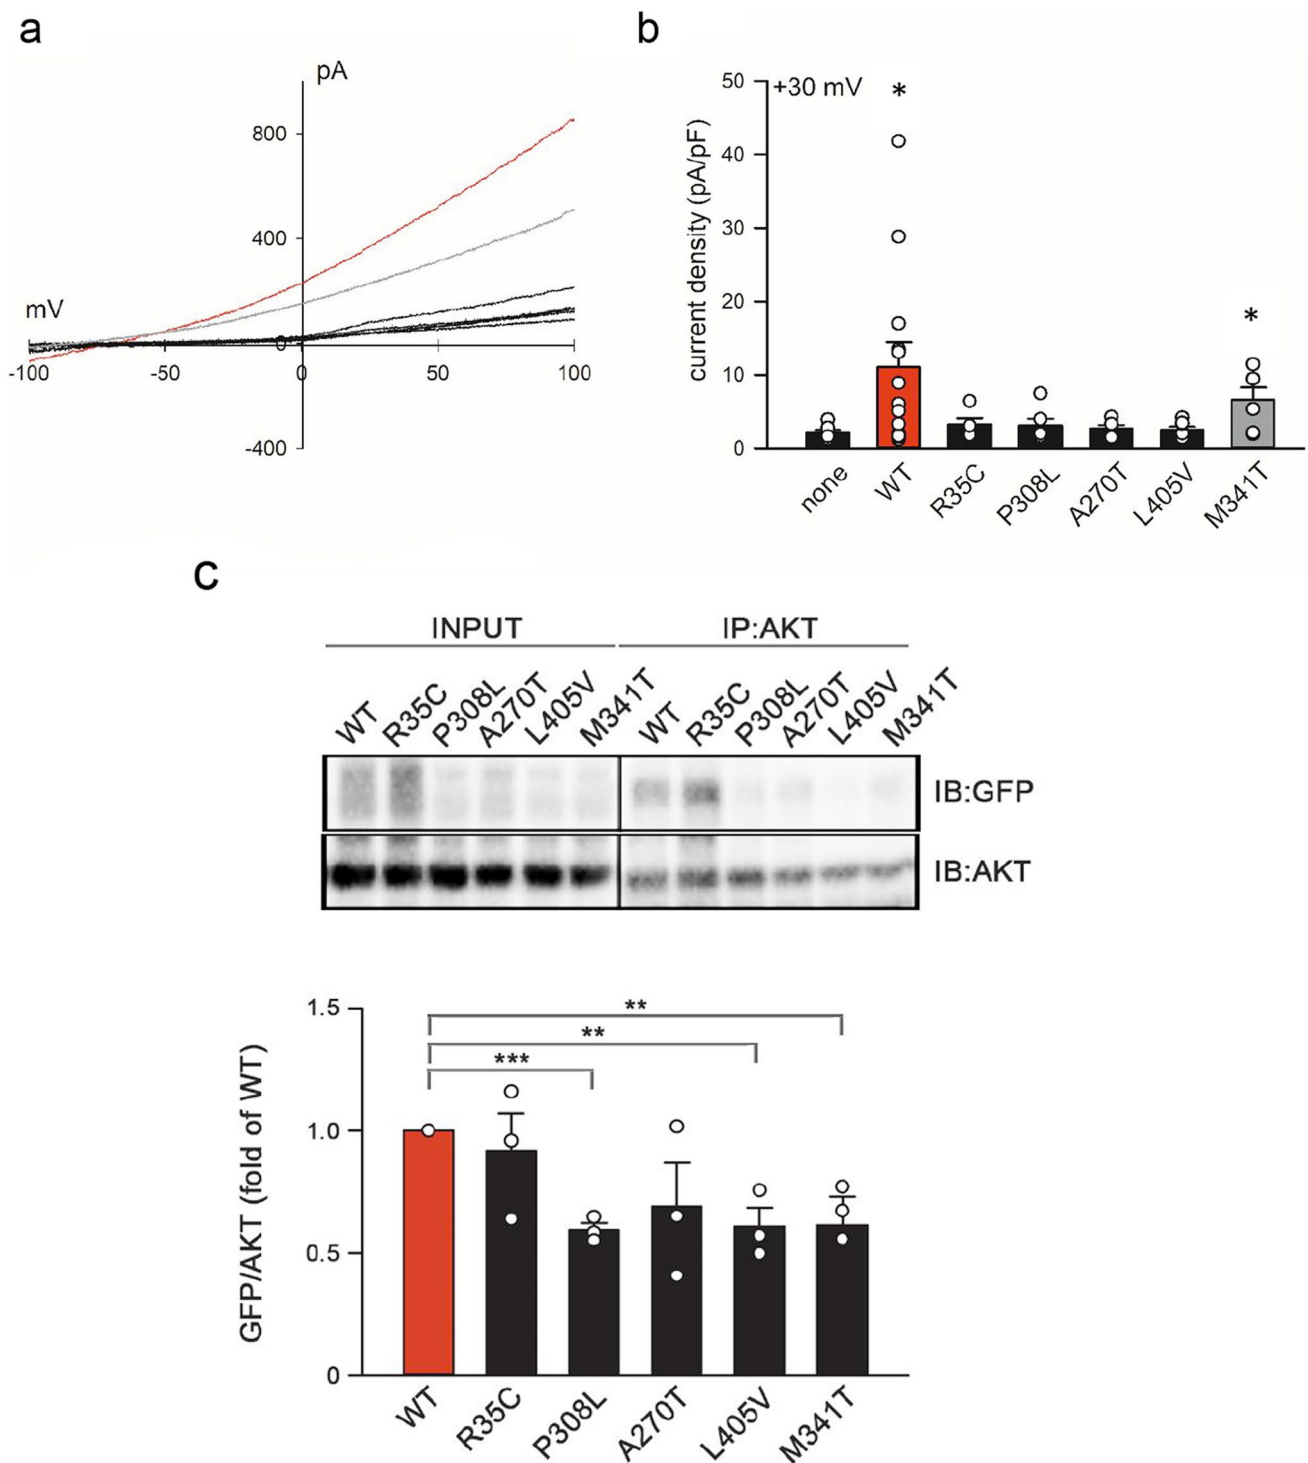 a
pA
800
400
mV
0
-100 -50 0 50 100
-400
b
50 +30 mV *
40
30
20
10
0
*
current density (pA/pF)
none WT R35C P308L A270T L405V M341T
c
INPUT IP:AKT
WT R35C P308L A270T L405V M341T WT R35C P308L A270T L405V M341T
IB:GFP
IB:AKT
1.5
**
**
***
1.0
0.5
0
GFP/AKT (fold of WT)
WT R35C P308L A270T L405V M341T